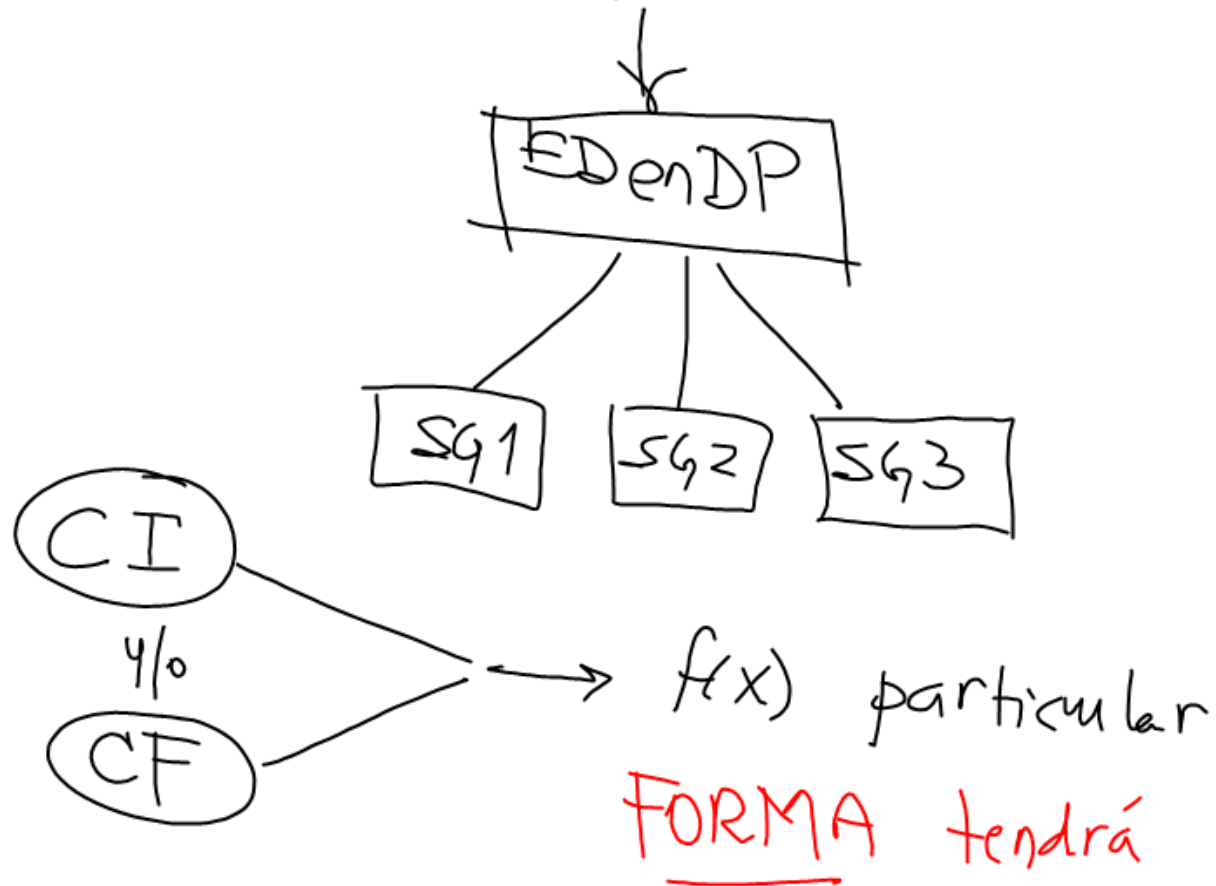 EDenDP
SG1 SG2 SG3
CI
y/o
CF
f(x) particular
FORMA tendrá